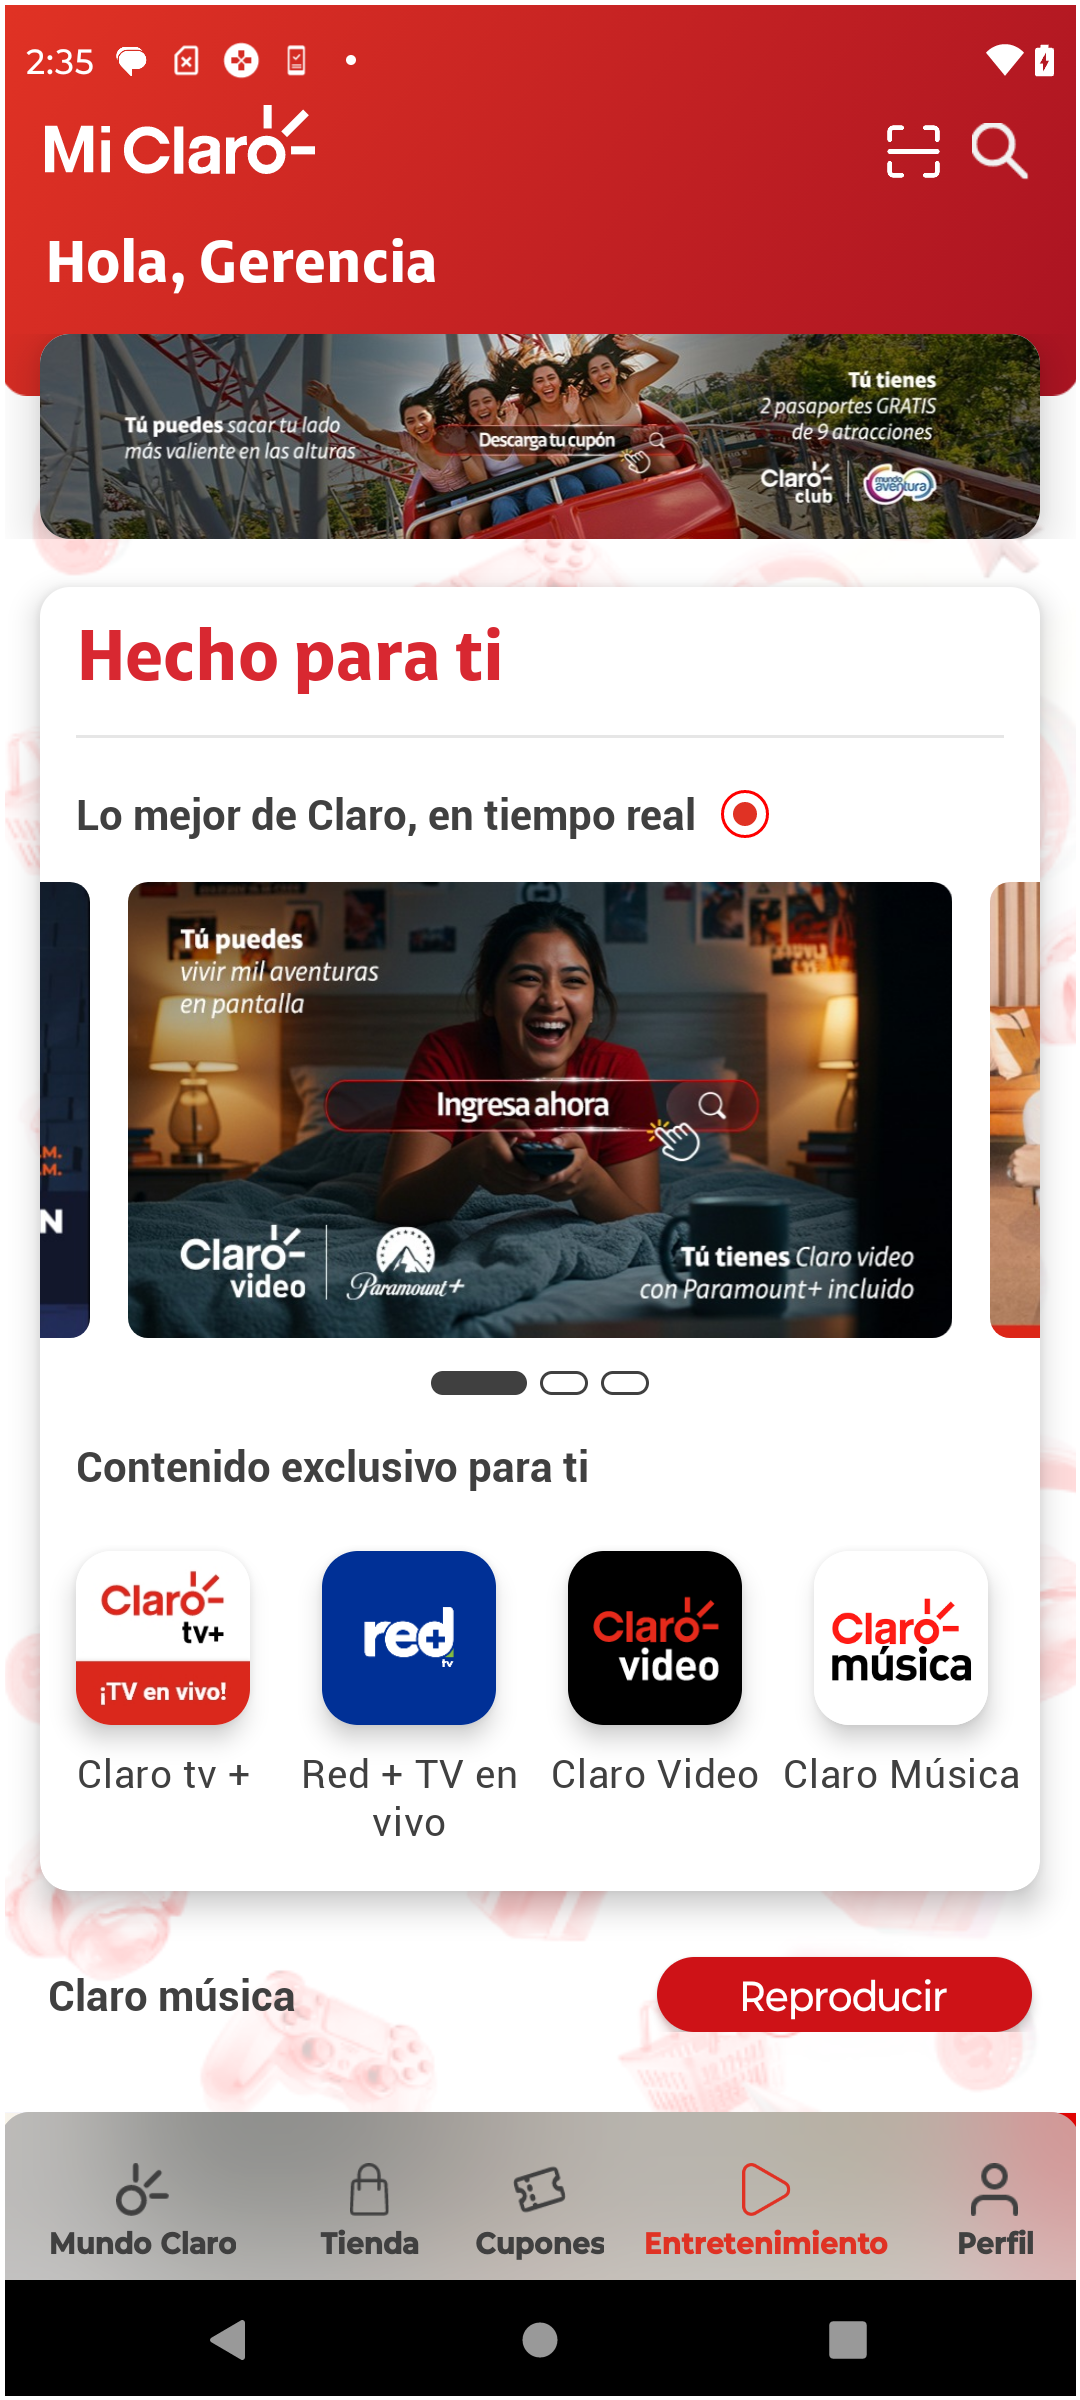 2:35
Mi Claro
Hola, Gerencia
Tú puedes sacar tu lado
más valiente en las alturas
Descarga tu cupón
Tú tienes
2 pasaportes GRATIS
de 9 atracciones
Claro
club
mundo
aventura
Hecho para ti
Lo mejor de Claro, en tiempo real
M.
M.
N
Tú puedes
vivir mil aventuras
en pantalla
Ingresa ahora
Claro
video
Paramount+
Tú tienes Claro video
con Paramount+ incluido
Contenido exclusivo para ti
Claro
tv+
¡TV en vivo!
red+
tv
Claro
video
Claro
música
Claro tv +
Red + TV en
vivo
Claro Video
Claro Música
Claro música
Reproducir
Mundo Claro
Tienda
Cupones
Entretenimiento
Perfil